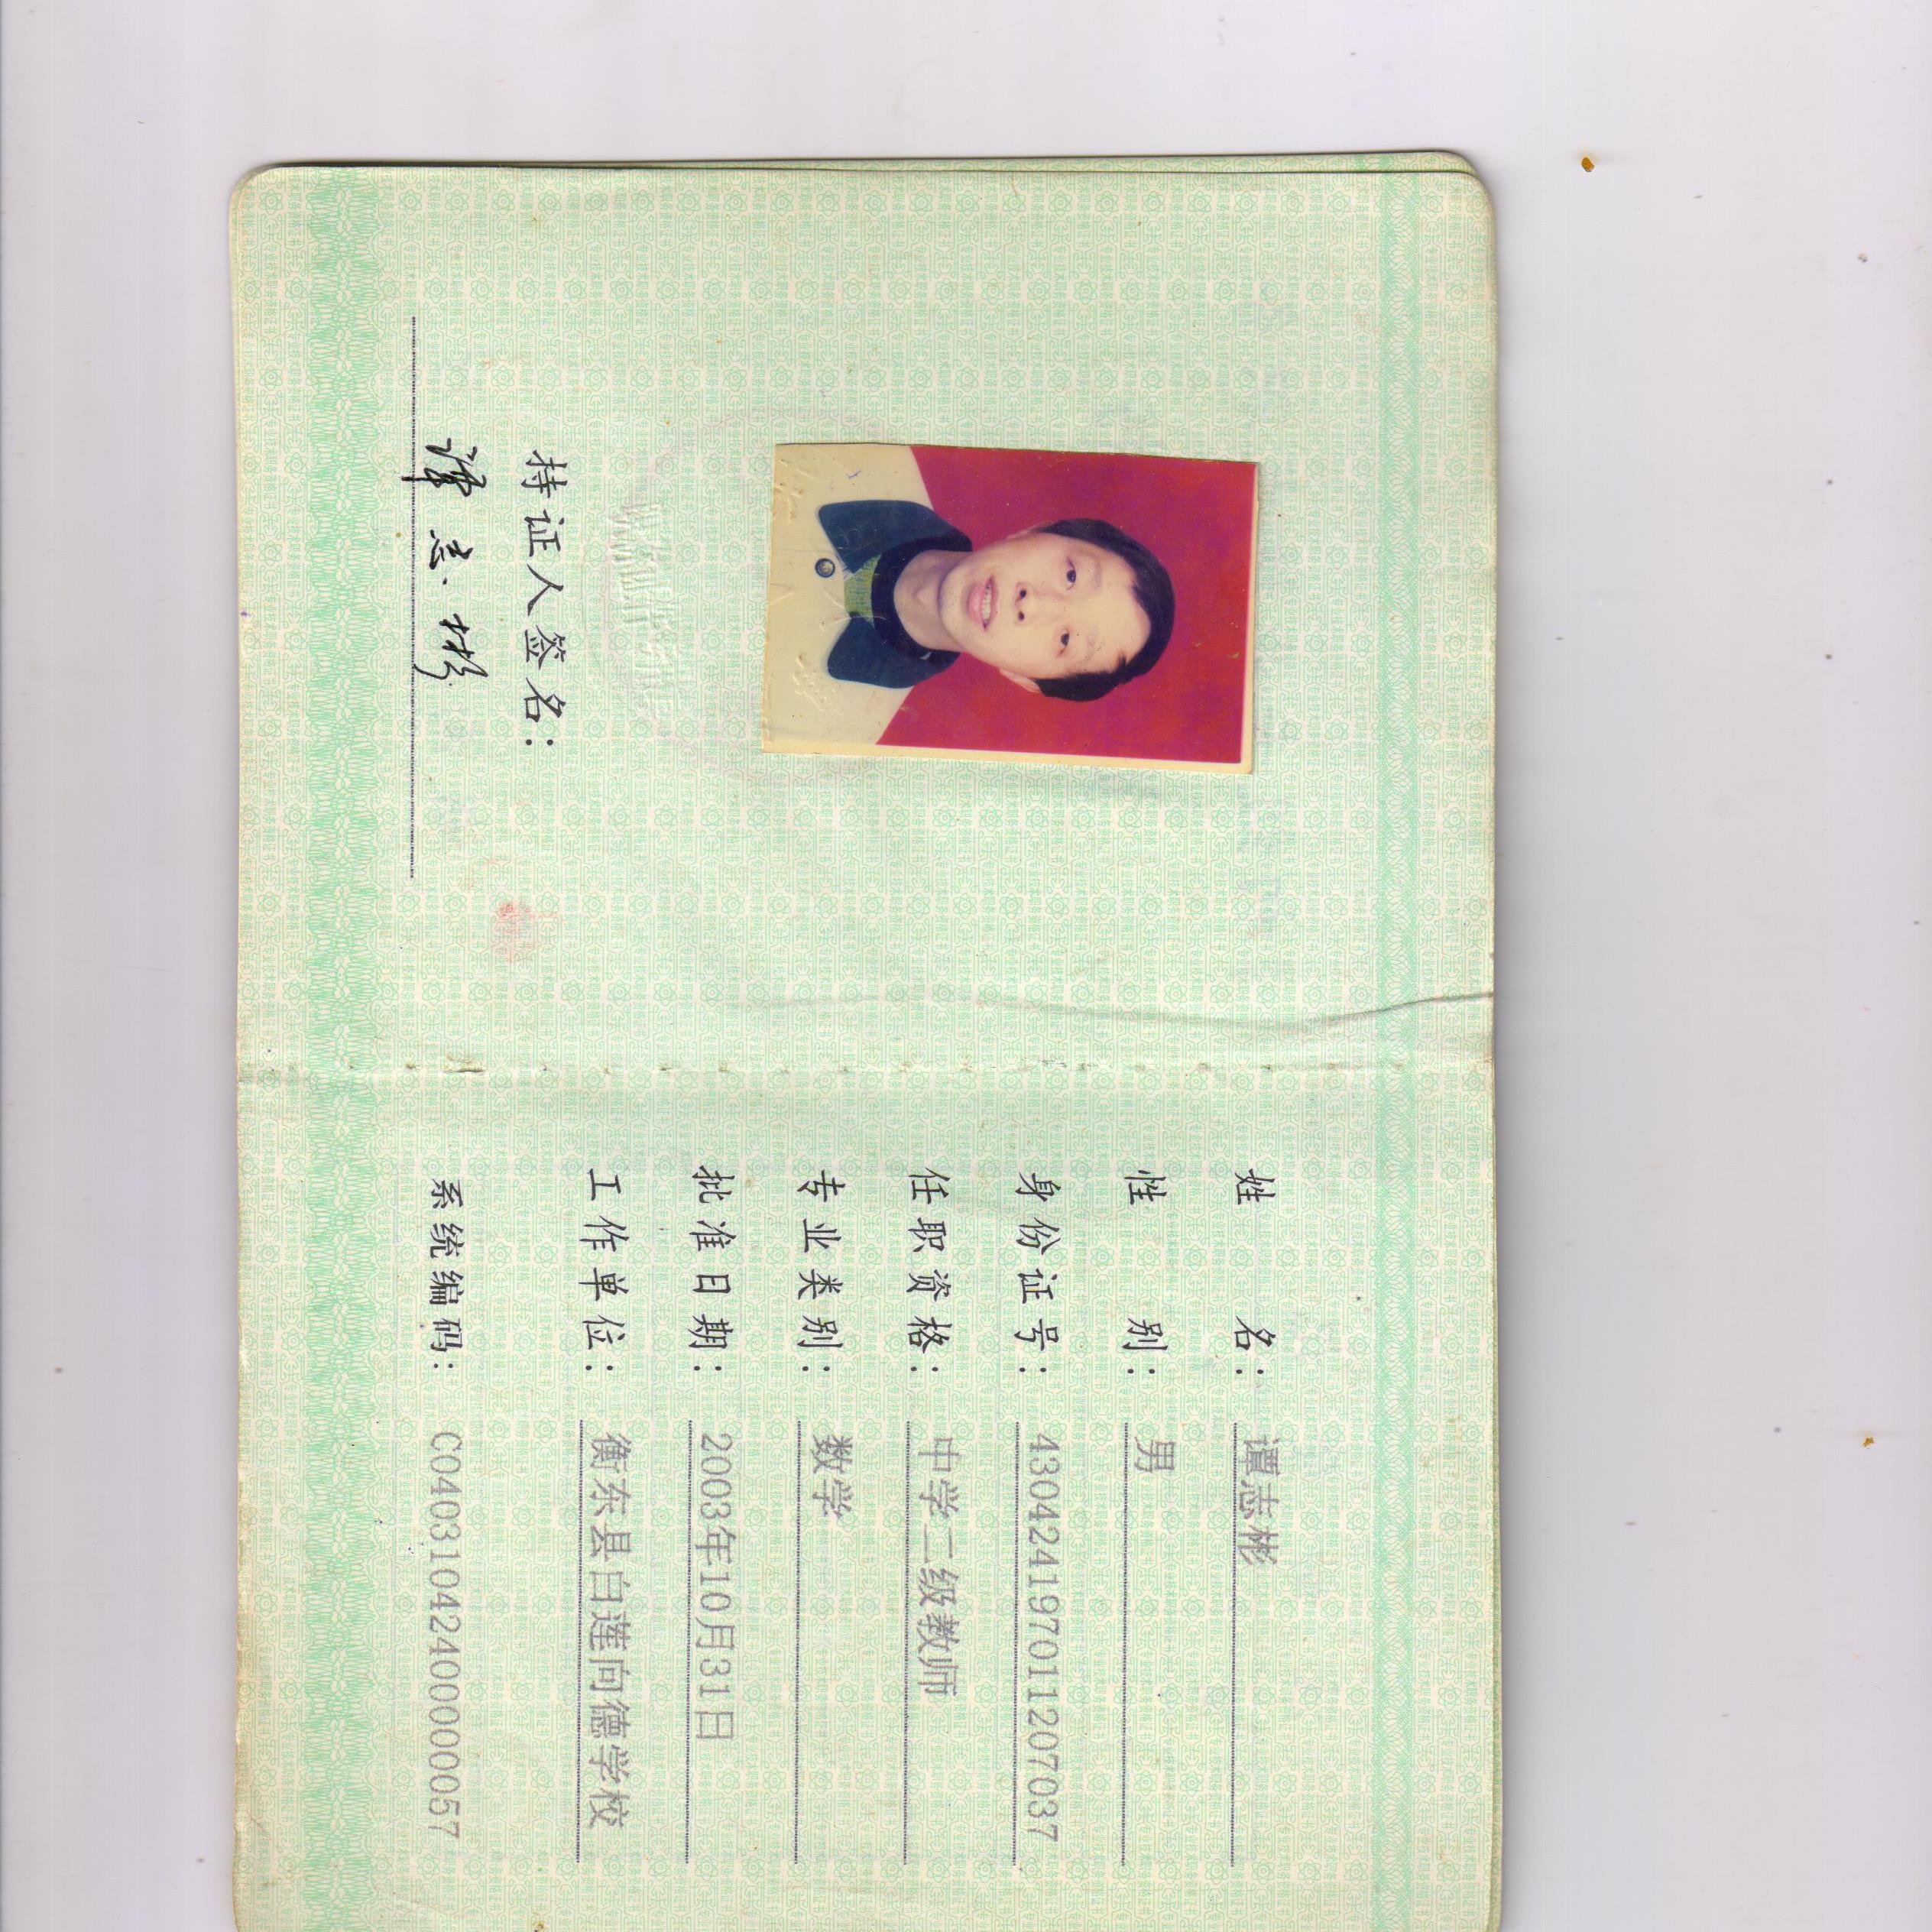 持证人签名：
谭志彬
姓名：谭志彬
性别：男
身份证号：430424197011207037
任职资格：中学二级教师
专业类别：数学
批准日期：2003年10月31日
工作单位：衡东县白莲向德学校
系统编码：C04031042400000057